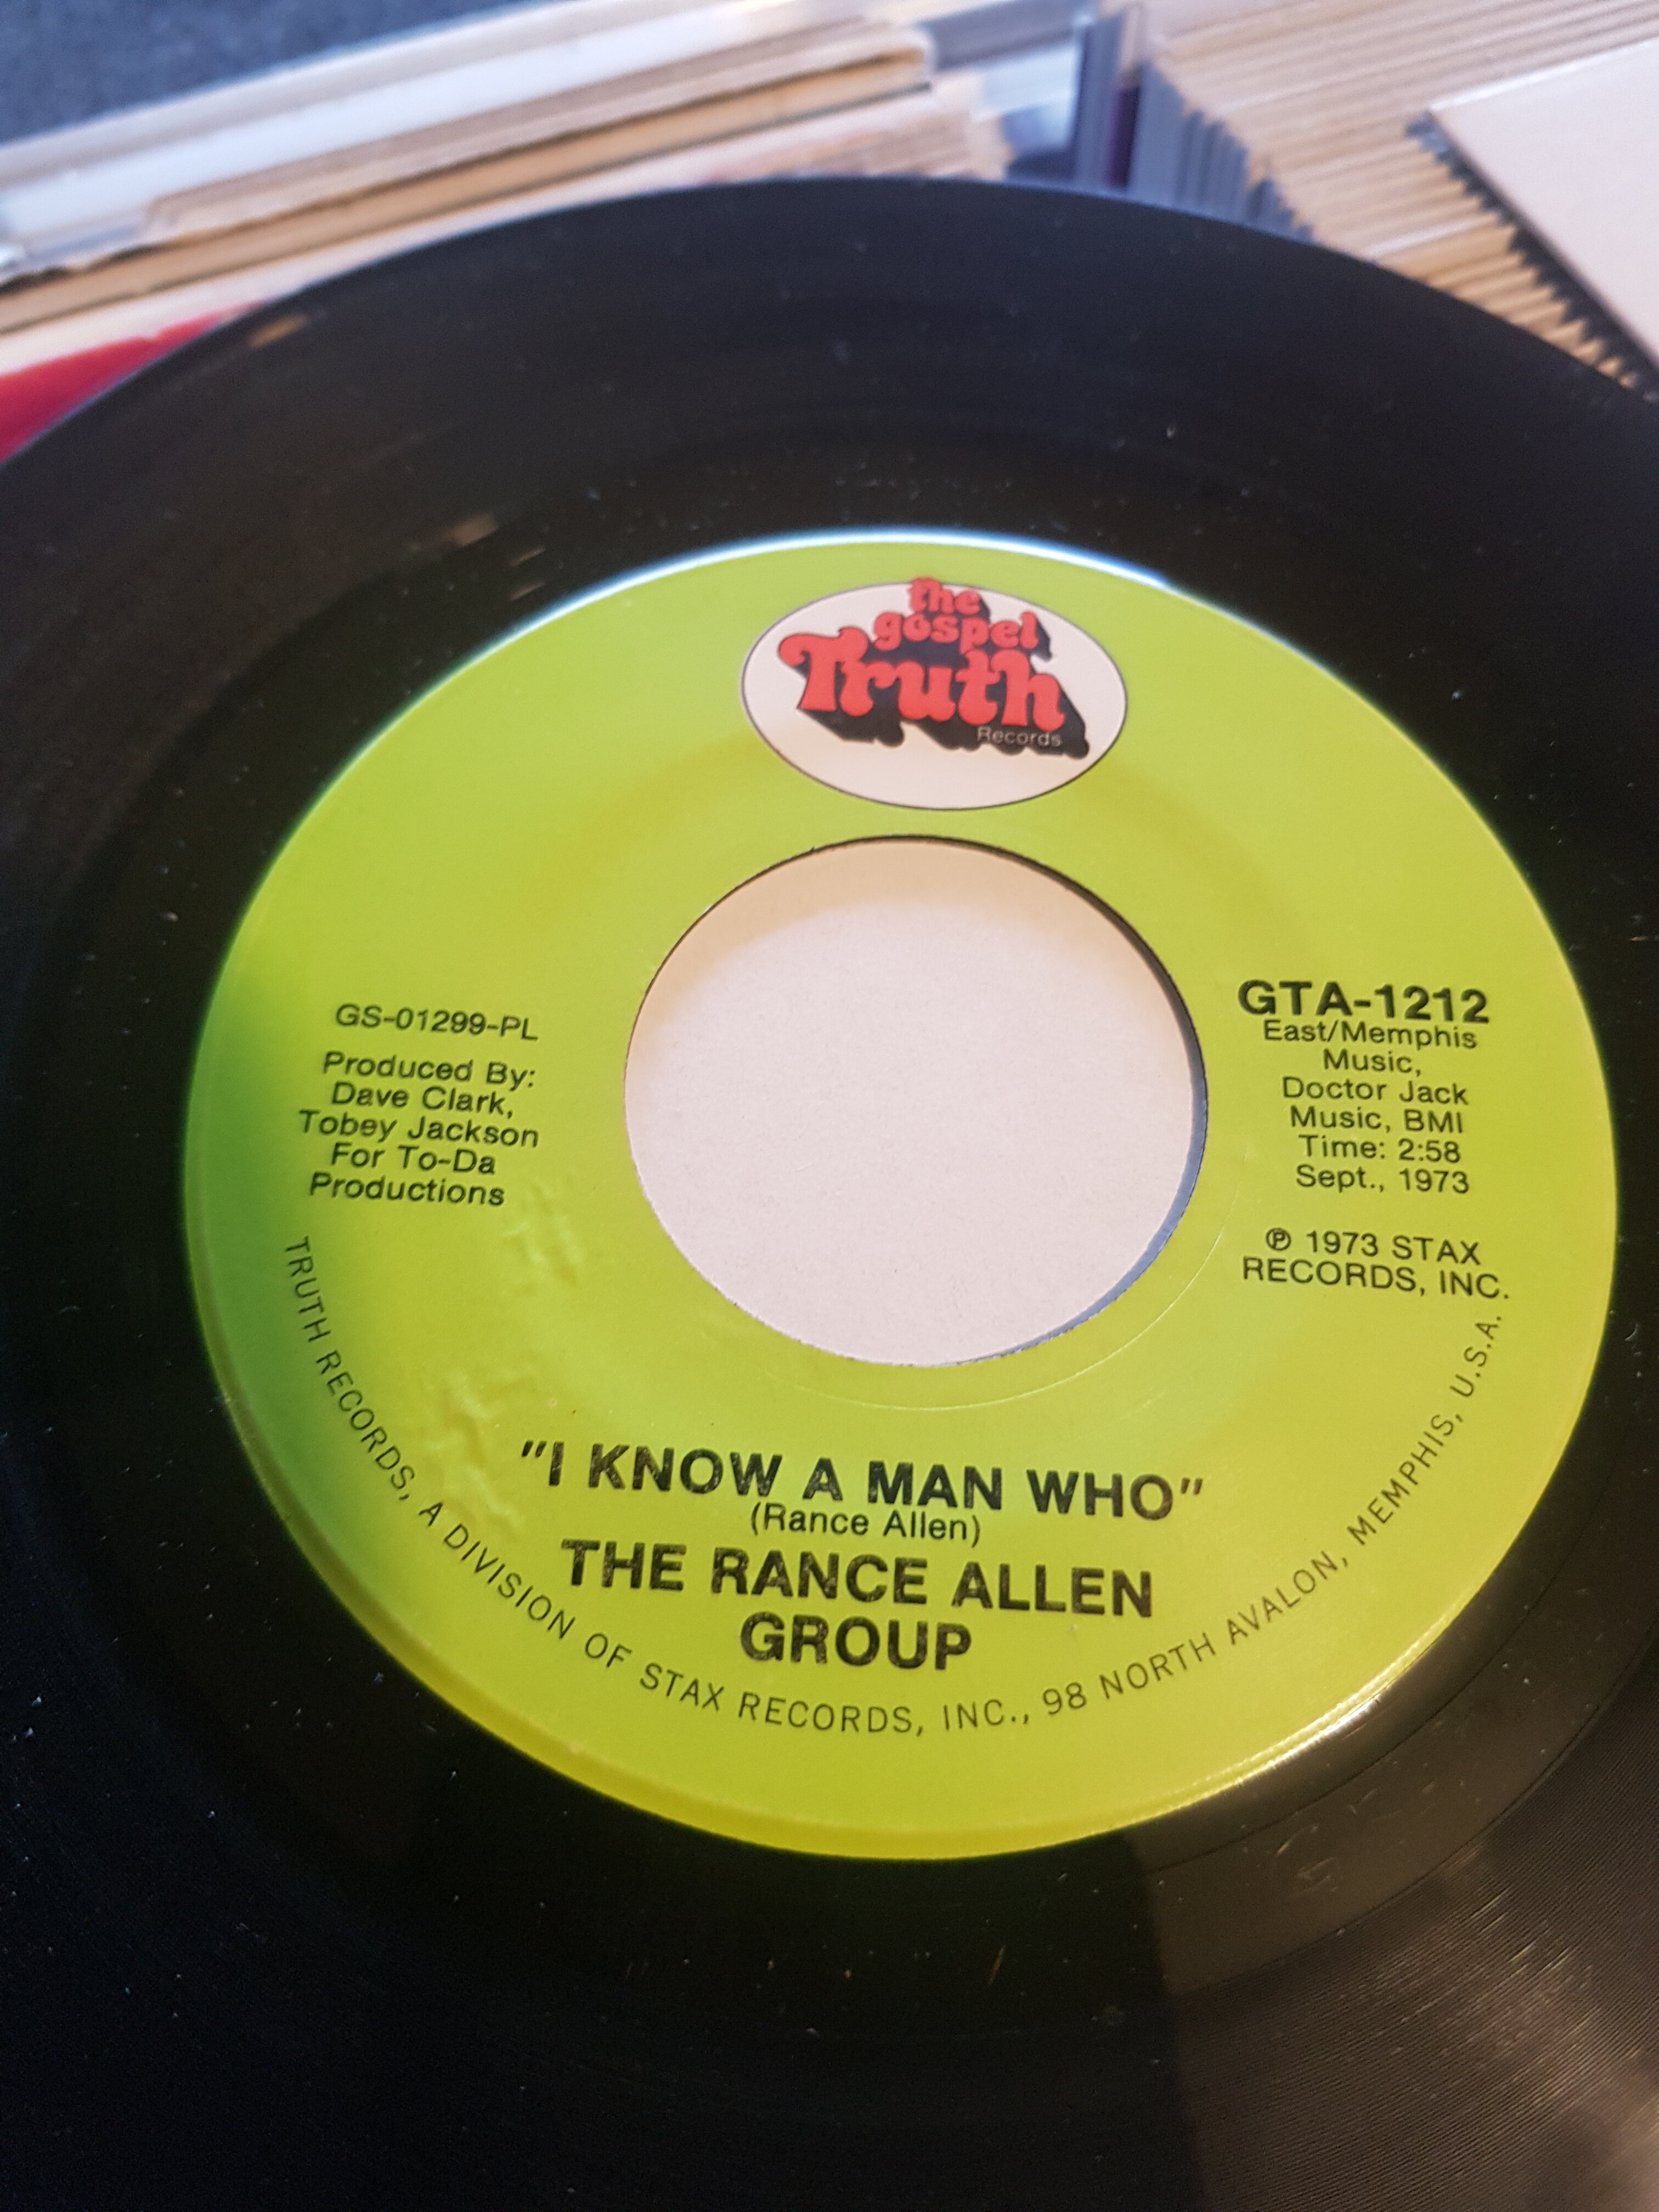 the
gospel
Truth
Records
GS-01299-PL
Produced By:
Dave Clark,
Tobey Jackson
For To-Da
Productions
GTA-1212
East/Memphis
Music,
Doctor Jack
Music, BMI
Time: 2:58
Sept., 1973
℗ 1973 STAX
RECORDS, INC.
"I KNOW A MAN WHO"
(Rance Allen)
THE RANCE ALLEN
GROUP
TRUTH RECORDS, A DIVISION OF STAX RECORDS, INC., 98 NORTH AVALON, MEMPHIS, U.S.A.